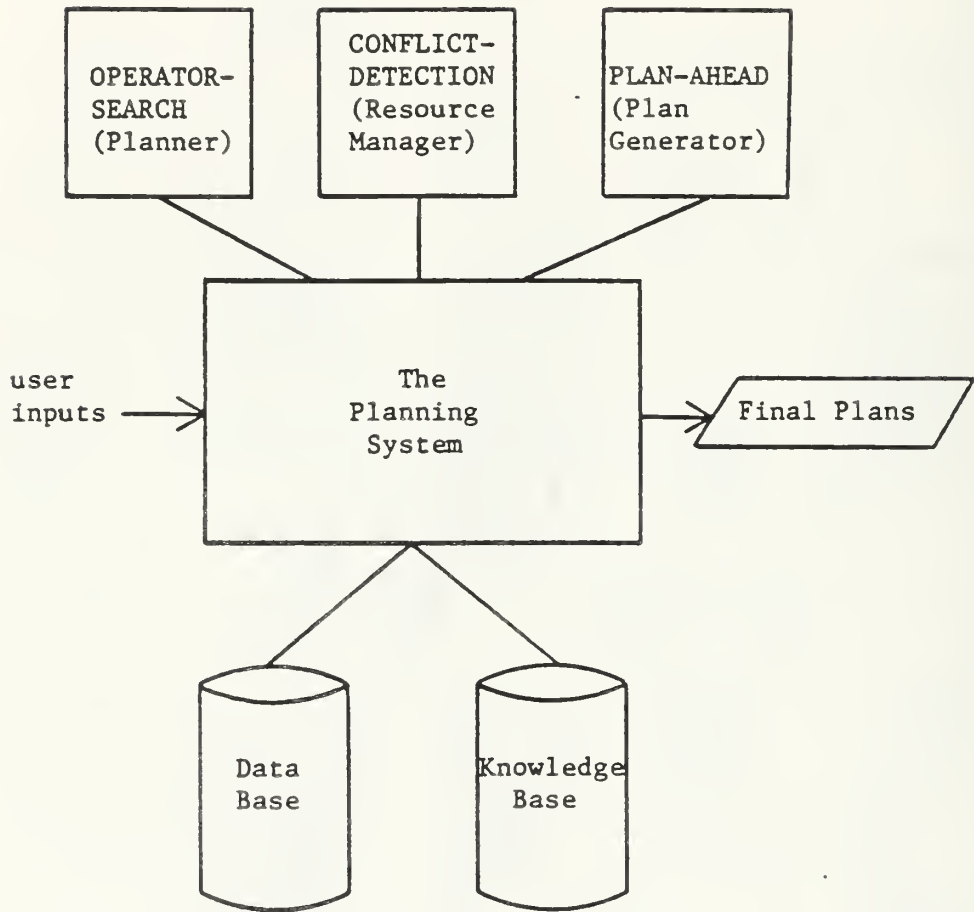 OPERATOR-
SEARCH
(Planner)
CONFLICT-
DETECTION
(Resource
Manager)
PLAN-AHEAD
(Plan
Generator)
user
inputs
The
Planning
System
Final Plans
Data
Base
Knowledge
Base